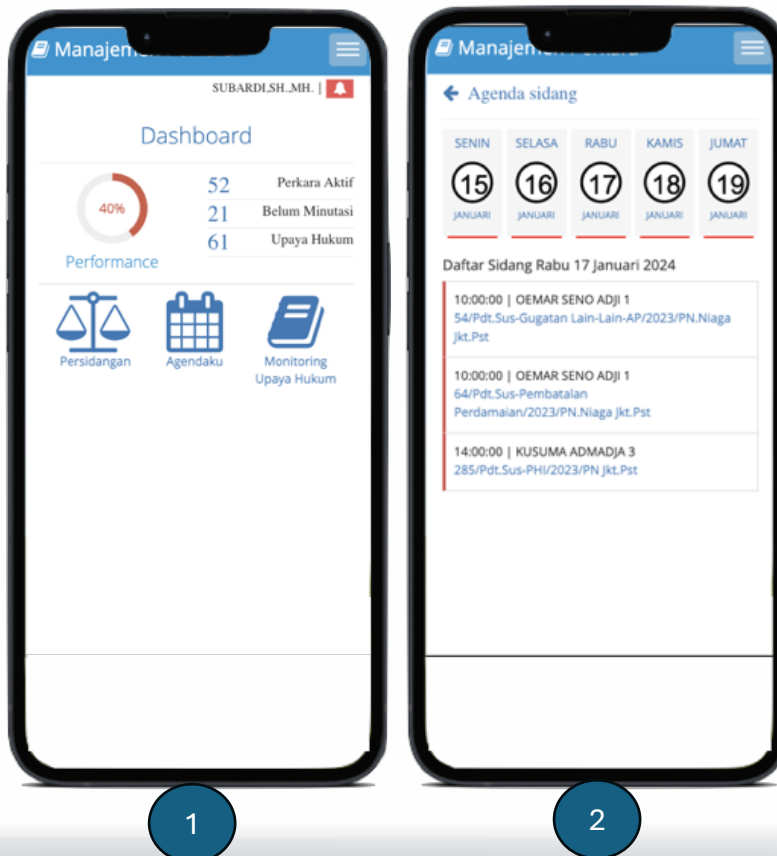 Manajem
SUBARDI,SH.,MH. |
Dashboard
40%
Performance
52 Perkara Aktif
21 Belum Minutasi
61 Upaya Hukum
Persidangan
Agendaku
Monitoring
Upaya Hukum
1
Manajemen
Agenda sidang
SENIN SELASA RABU KAMIS JUMAT
15 16 17 18 19
JANUARI JANUARI JANUARI JANUARI JANUARI
Daftar Sidang Rabu 17 Januari 2024
10:00:00 | OEMAR SENO ADJI 1
54/Pdt.Sus-Gugatan Lain-Lain-AP/2023/PN.Niaga
Jkt.Pst
10:00:00 | OEMAR SENO ADJI 1
64/Pdt.Sus-Pembatalan
Perdamaian/2023/PN.Niaga Jkt.Pst
14:00:00 | KUSUMA ADMADJA 3
285/Pdt.Sus-PHI/2023/PN Jkt.Pst
2